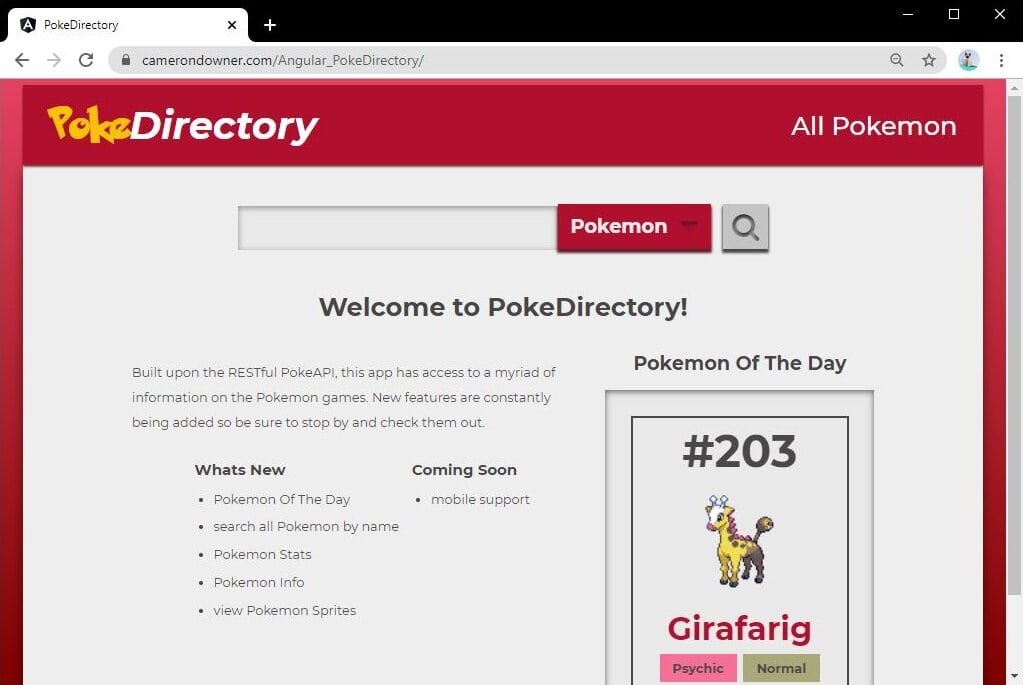 PokeDirectory
camerondowner.com/Angular_PokeDirectory/
PokeDirectory
All Pokemon
Pokemon
Welcome to PokeDirectory!
Built upon the RESTful PokeAPI, this app has access to a myriad of
information on the Pokemon games. New features are constantly
being added so be sure to stop by and check them out.
Whats New
Pokemon Of The Day
search all Pokemon by name
Pokemon Stats
Pokemon Info
view Pokemon Sprites
Coming Soon
mobile support
Pokemon Of The Day
#203
Girafarig
Psychic Normal